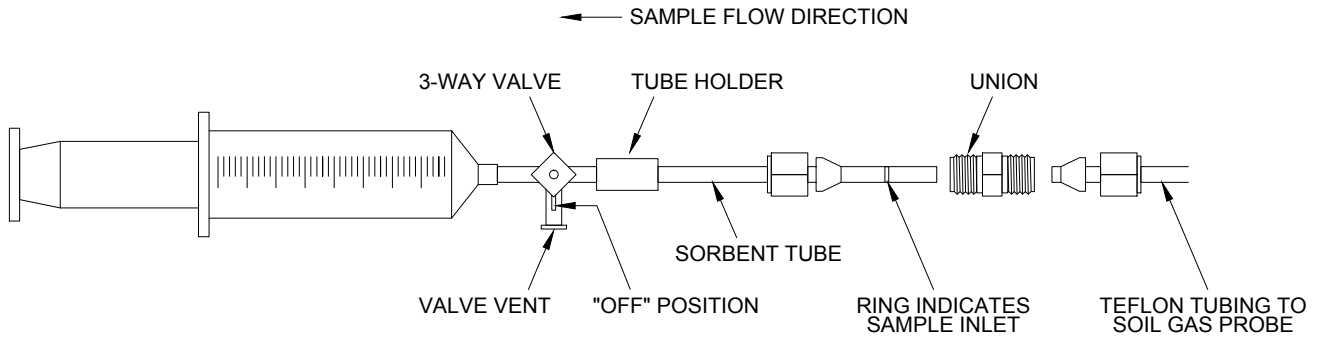 SAMPLE FLOW DIRECTION
3-WAY VALVE
TUBE HOLDER
UNION
SORBENT TUBE
VALVE VENT
"OFF" POSITION
RING INDICATES
SAMPLE INLET
TEFLON TUBING TO
SOIL GAS PROBE